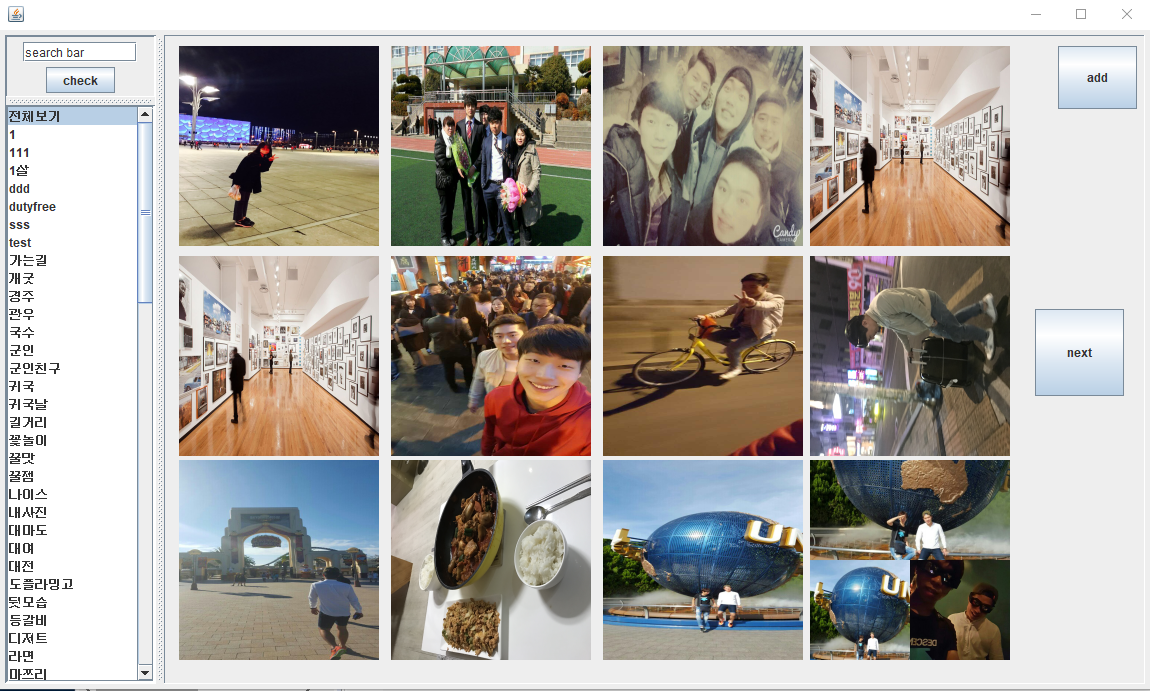 search bar
check
전체보기
1
111
1살
ddd
dutyfree
sss
test
가는길
개굿
경주
관우
국수
군인
군인친구
귀국
귀국날
길거리
꽃놀이
꿀맛
꿀잼
나이스
내사진
대마도
대여
대전
도플라밍고
뒷모습
등갈비
디저트
라면
마쯔리
Candy
add
next
UN
UN
DESCEN